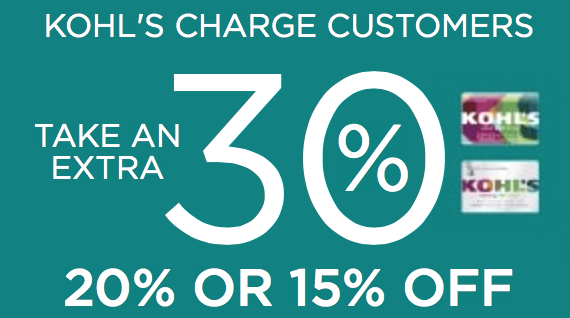 KOHL'S CHARGE CUSTOMERS
TAKE AN
EXTRA
30%
20% OR 15% OFF
KOHL'S
KOHL'S